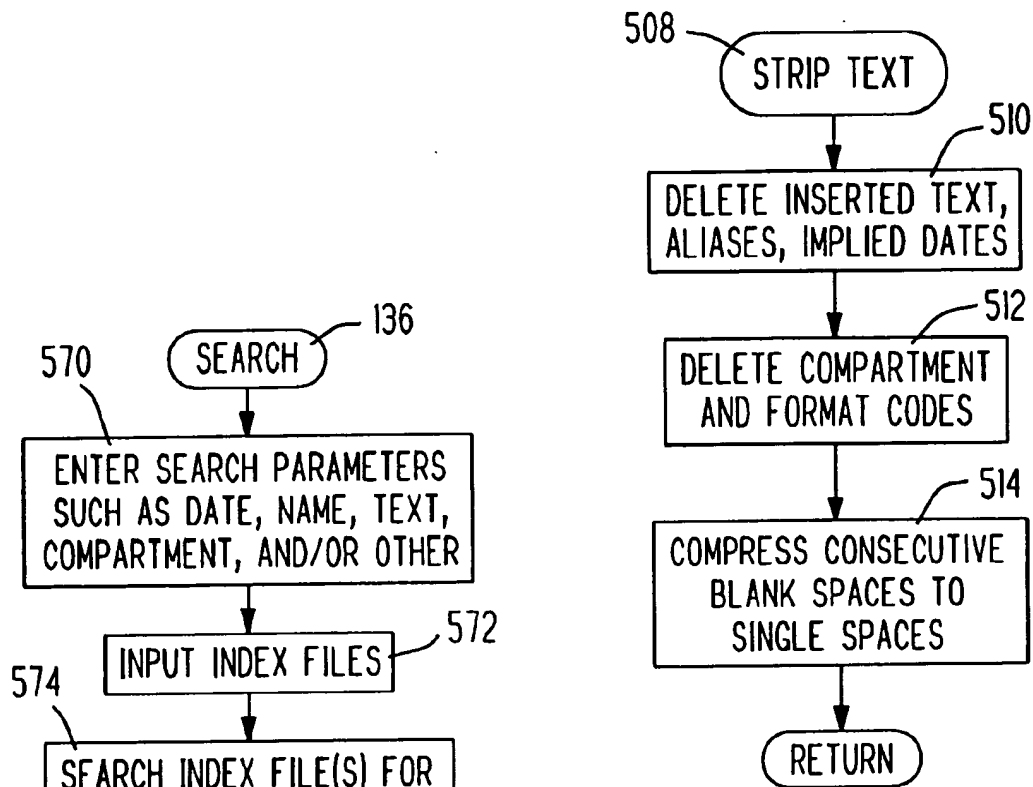 508
STRIP TEXT
510
DELETE INSERTED TEXT,
ALIASES, IMPLIED DATES
512
DELETE COMPARTMENT
AND FORMAT CODES
514
COMPRESS CONSECUTIVE
BLANK SPACES TO
SINGLE SPACES
RETURN
136
SEARCH
570
ENTER SEARCH PARAMETERS
SUCH AS DATE, NAME, TEXT,
COMPARTMENT, AND/OR OTHER
572
INPUT INDEX FILES
574
SEARCH INDEX FILE(S) FOR